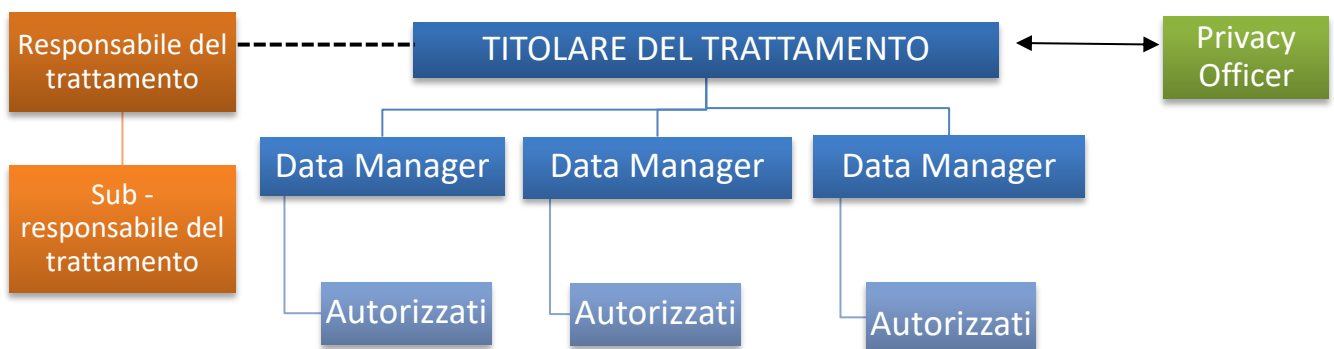 Responsabile del
trattamento
TITOLARE DEL TRATTAMENTO
Privacy
Officer
Data Manager
Data Manager
Data Manager
Sub -
responsabile del
trattamento
Autorizzati
Autorizzati
Autorizzati